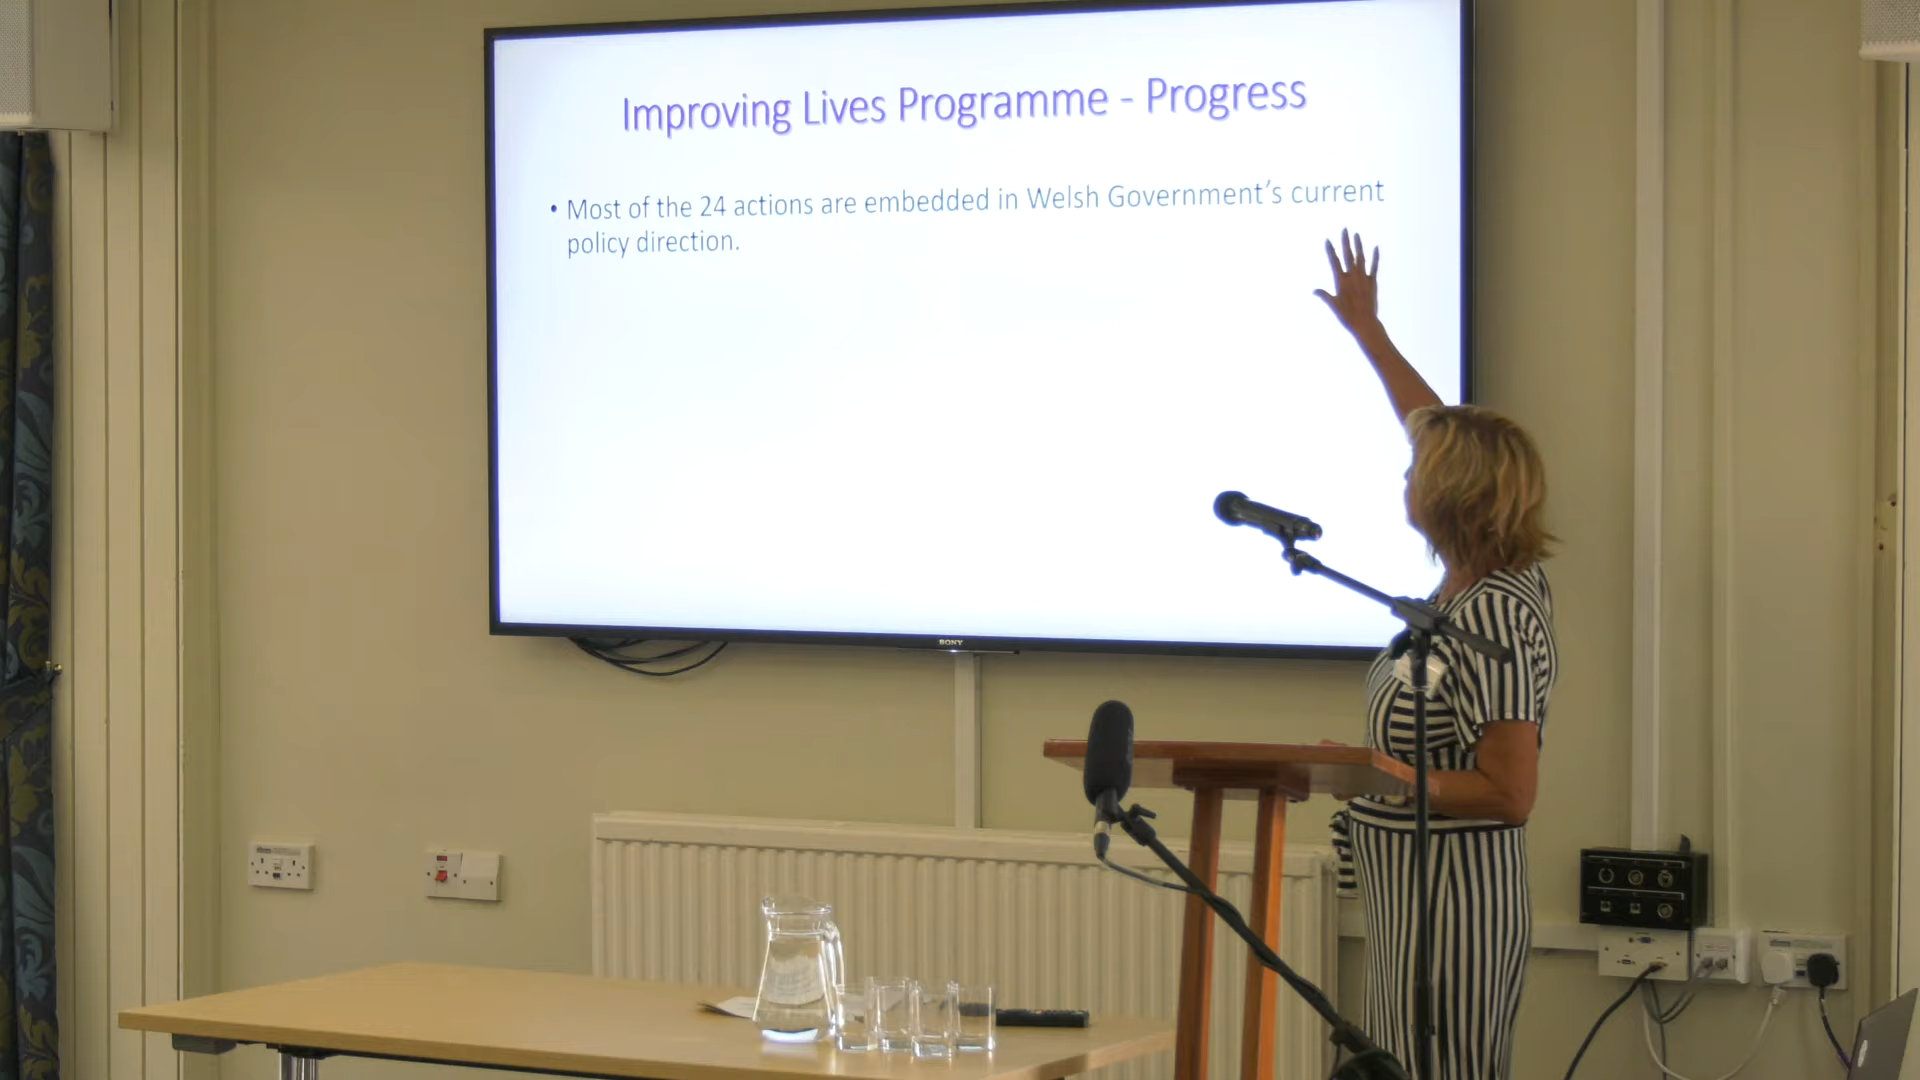 Improving Lives Programme - Progress
• Most of the 24 actions are embedded in Welsh Government's current
policy direction.
SONY